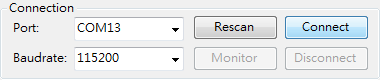 Connection
Port: COM13 Rescan Connect
Baudrate: 115200 Monitor Disconnect